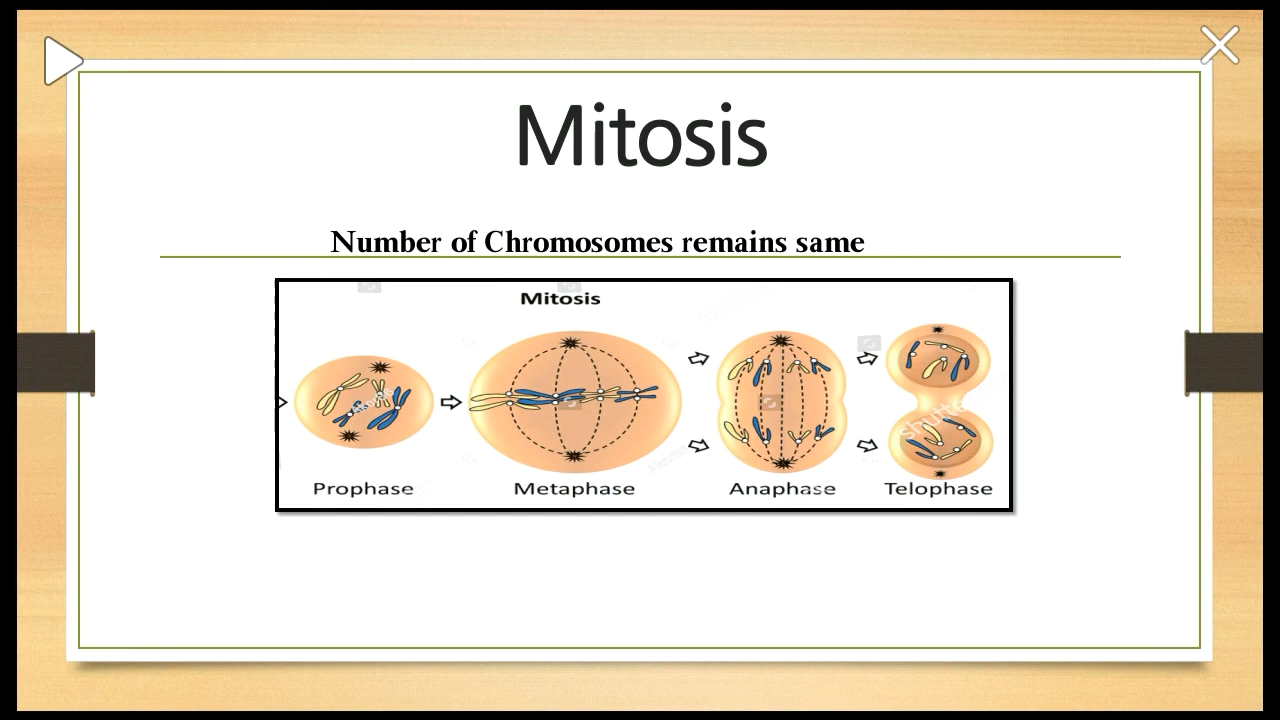 Mitosis
Number of Chromosomes remains same
Mitosis
Prophase
Metaphase
Anaphase
Telophase